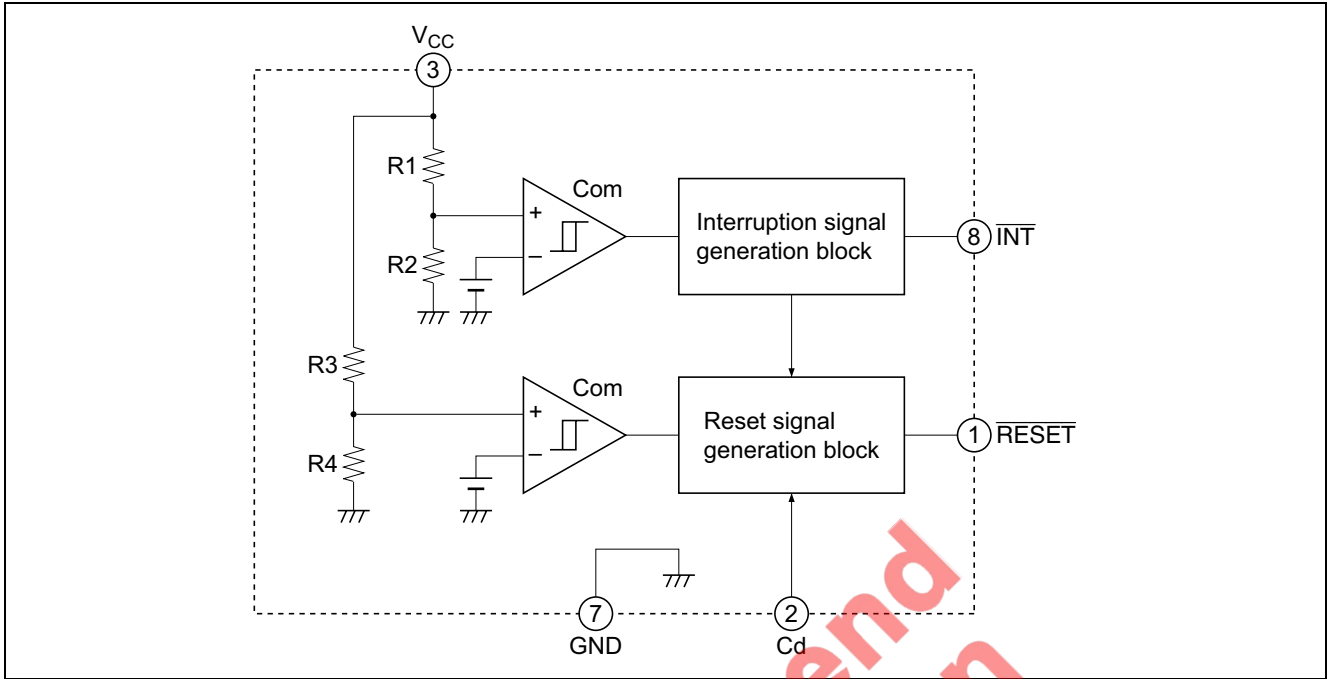 VCC
3
R1
Com
+
Interruption signal
generation block
8
INT
R2
−
R3
Com
+
Reset signal
generation block
1
RESET
R4
−
7
GND
2
Cd
end